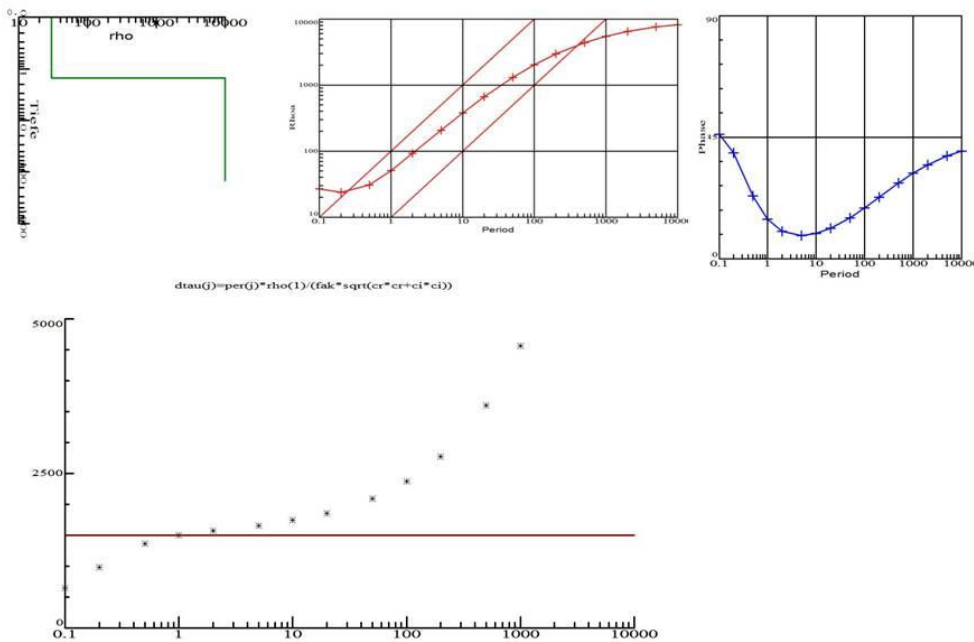 10 100 1000 10000
rho
Tiefe
10000
1000
100
10
Rhoa
0.1 1 10 100 1000
Period
90
45
0
Phase
0.1 1 10 100 1000 10000
Period
dtau(j)=per(j)*rho(1)/(fak*sqrt(cr*cr+ci*ci))
5000
2500
0
0.1 1 10 100 1000 10000